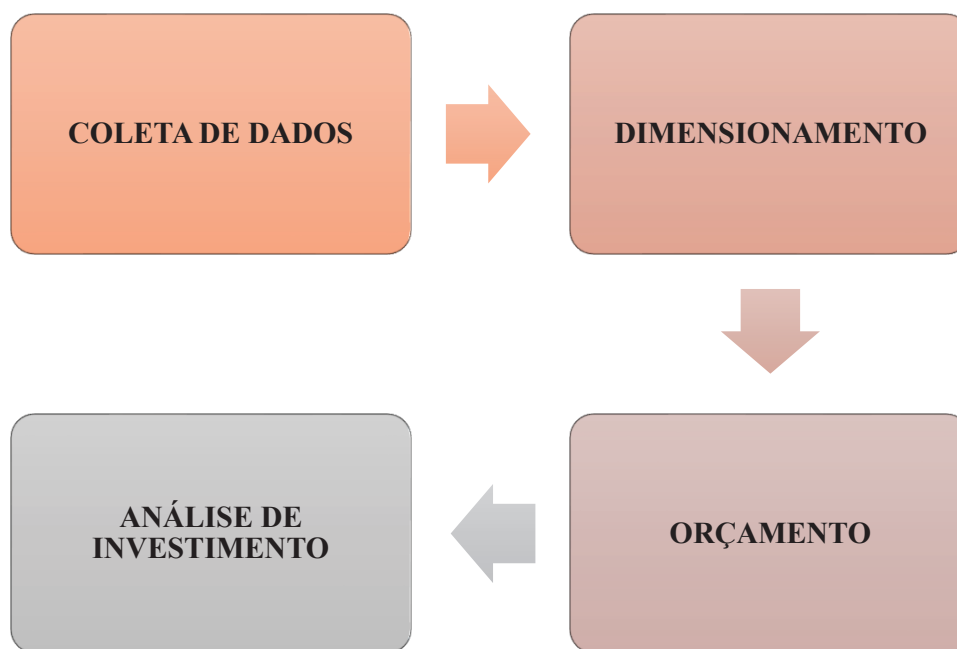 COLETA DE DADOS
DIMENSIONAMENTO
ORÇAMENTO
ANÁLISE DE
INVESTIMENTO